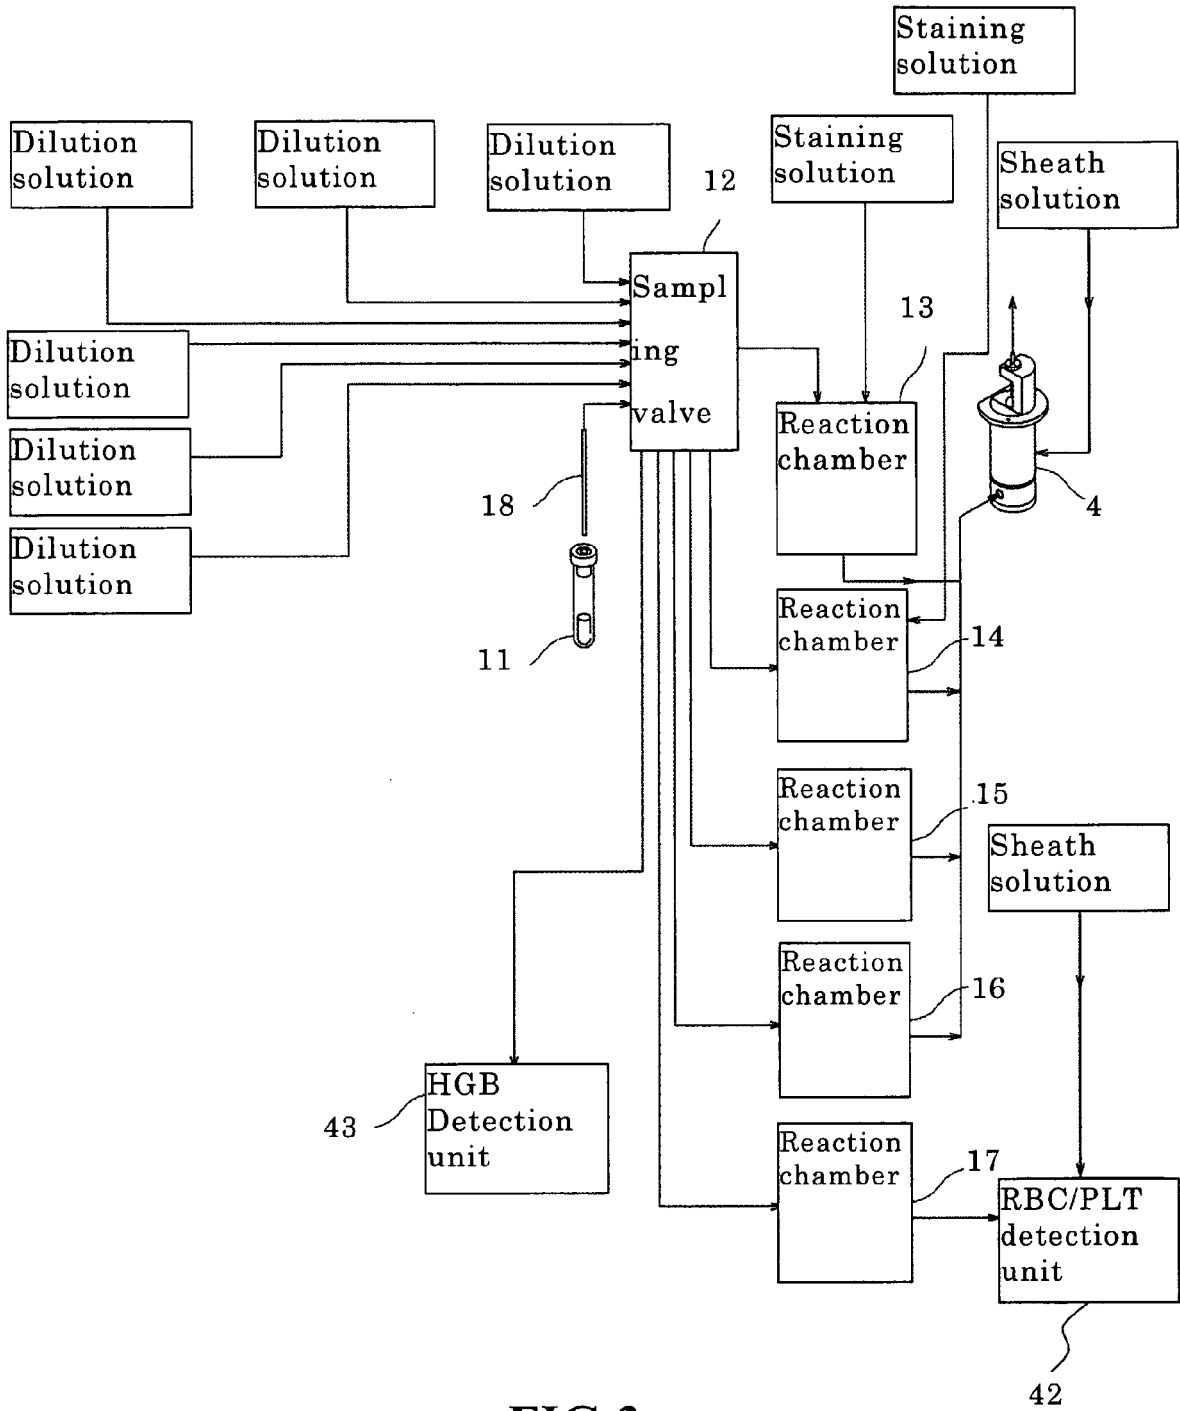 Staining
solution
Dilution
solution
Dilution
solution
Dilution
solution
Staining
solution
Sheath
solution
12
Sampl
ing
valve
13
Dilution
solution
Reaction
chamber
Dilution
solution
18
4
Dilution
solution
11
Reaction
chamber
14
Reaction
chamber
15
Sheath
solution
Reaction
chamber
16
HGB
Detection
unit
43
Reaction
chamber
17
RBC/PLT
detection
unit
42